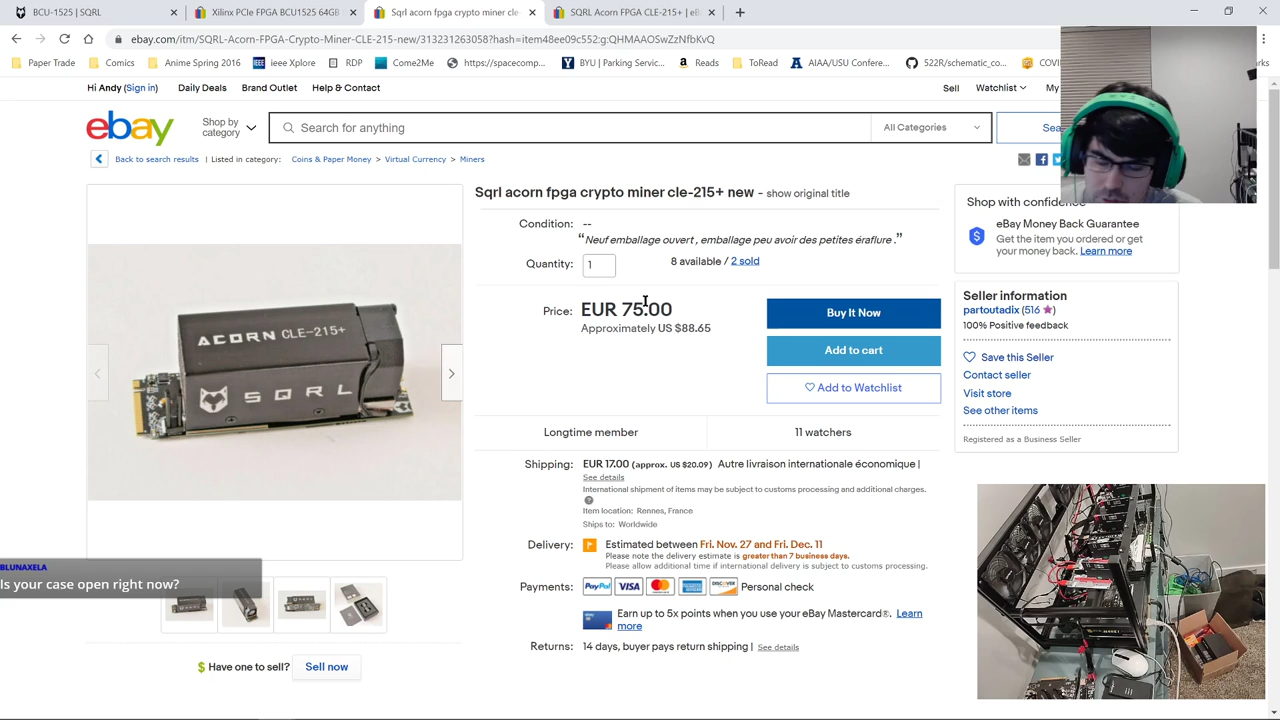 BCU-1525 | SQRL
Xilinx PCIe FPGA BCU1525 64GB
Sqrl acorn fpga crypto miner cle-
SQRL Acorn FPGA CLE-215+ | eB
ebay.com/itm/SQRL-Acorn-FPGA-Crypto-Miner-CLE-215-new/313231263058?hash=item48ee09c552:g:QHMAAOSwZzNfbKvQ
Paper Trade
Comics
Anime Spring 2016
Ieee Xplore
RDP
Come2Me
https://spacecomp...
BYU | Parking Servic...
Reads
ToRead
AIAA/USU Confere...
522R/schematic_co...
COVI
Hi Andy (Sign in)
Daily Deals
Brand Outlet
Help & Contact
Sell
Watchlist
My
ebay
Shop by category
Search for anything
All Categories
Sea
Back to search results
| Listed in category:
Coins & Paper Money > Virtual Currency > Miners
Sqrl acorn fpga crypto miner cle-215+ new - show original title
Condition: --
“Neuf emballage ouvert , emballage peu avoir des petites éraflure .”
Quantity: 1
8 available / 2 sold
Price: EUR 75.00
Approximately US $88.65
Buy It Now
Add to cart
Add to Watchlist
Longtime member
11 watchers
Shipping: EUR 17.00 (approx. US $20.09) Autre livraison internationale économique |
See details
International shipment of items may be subject to customs processing and additional charges.
Item location: Rennes, France
Ships to: Worldwide
Delivery: Estimated between Fri. Nov. 27 and Fri. Dec. 11
Please note the delivery estimate is greater than 7 business days.
Please allow additional time if international delivery is subject to customs processing.
Payments: PayPal VISA Personal check
Earn up to 5x points when you use your eBay Mastercard®. Learn more
Returns: 14 days, buyer pays return shipping | See details
Shop with confidence
eBay Money Back Guarantee
Get the item you ordered or get your money back. Learn more
Seller information
partoutadix (516)
100% Positive feedback
Save this Seller
Contact seller
Visit store
See other items
Registered as a Business Seller
ACORN CLE-215+
BLUNAXELA
Is your case open right now?
Have one to sell? Sell now